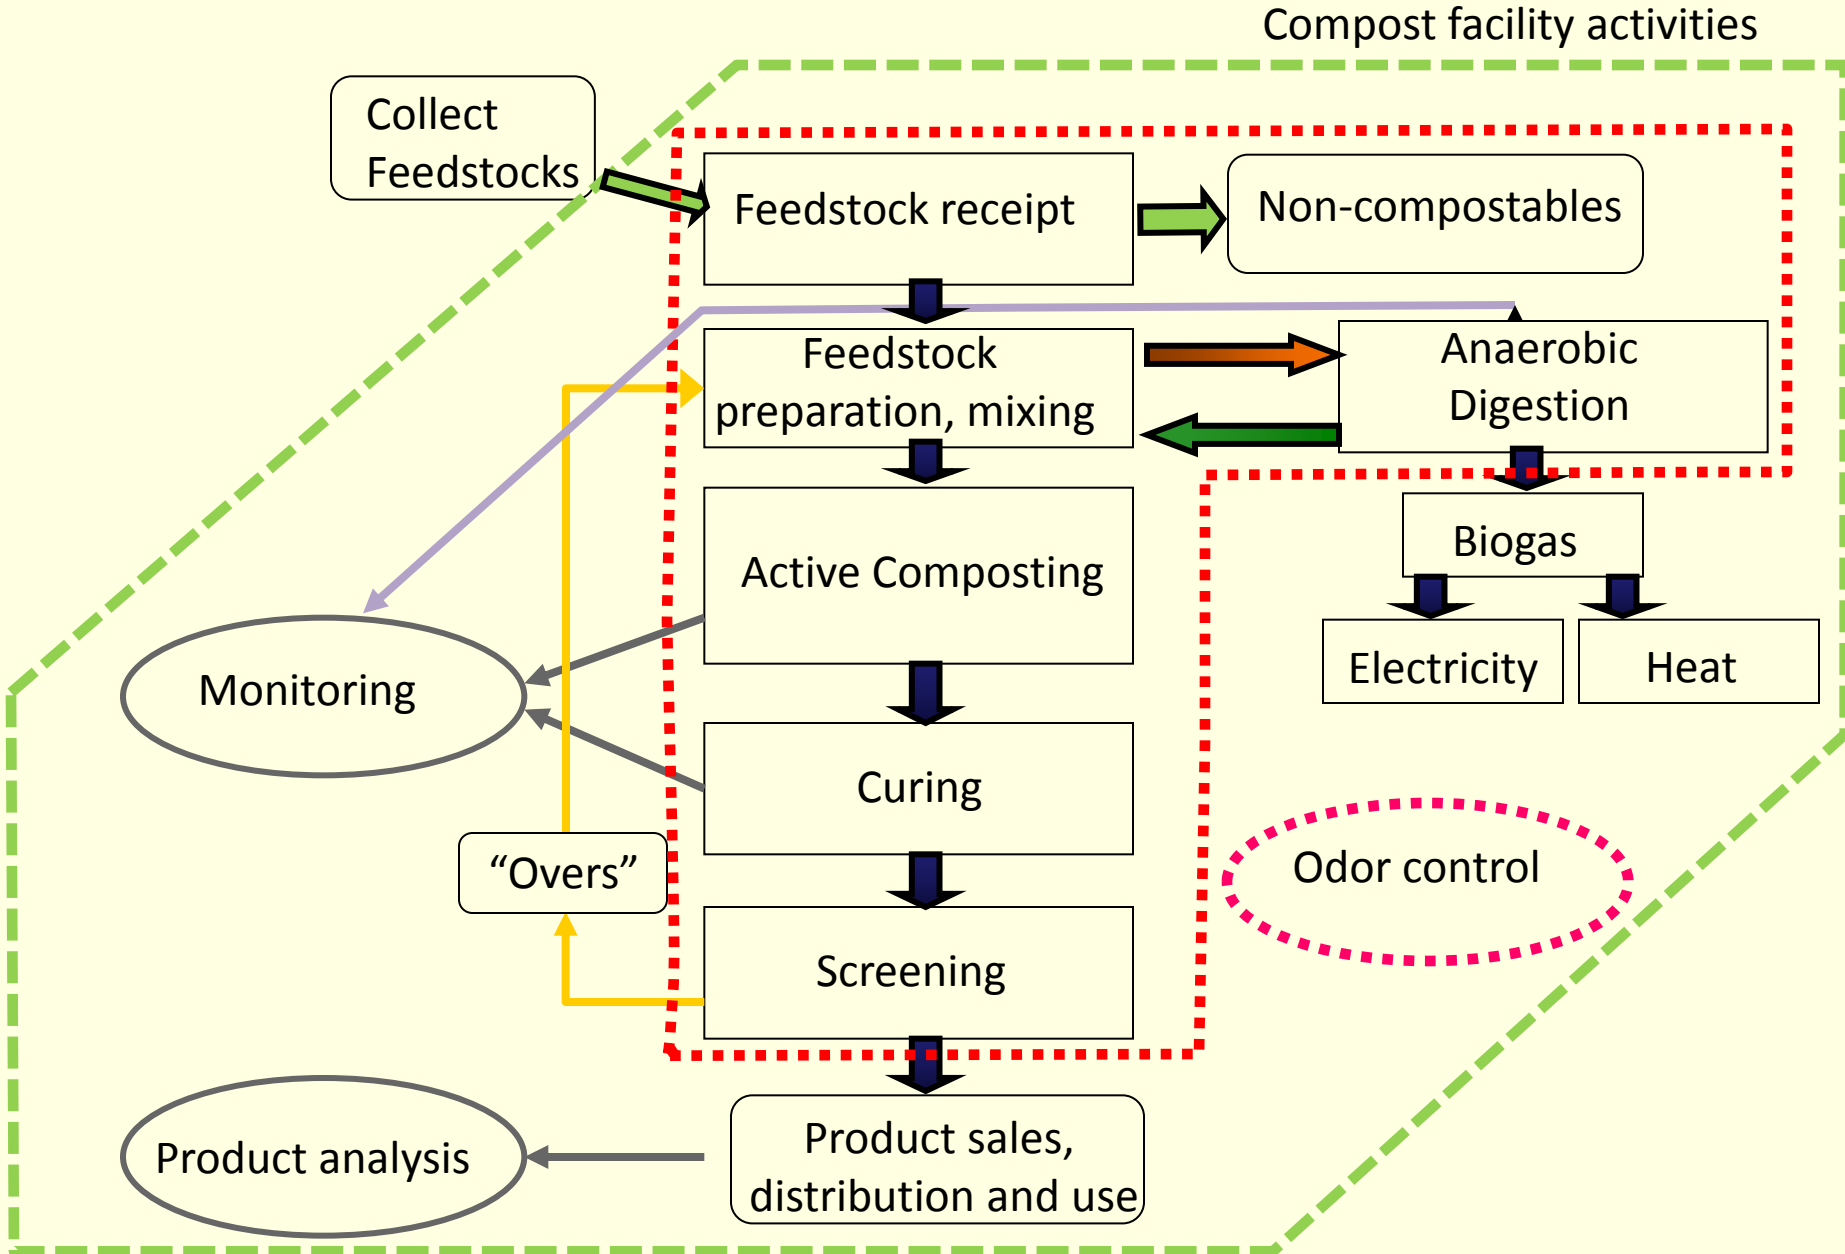 Compost facility activities
Collect
Feedstocks
Feedstock receipt
Non-compostables
Feedstock
preparation, mixing
Anaerobic
Digestion
Active Composting
Biogas
Electricity
Heat
Monitoring
Curing
“Overs”
Odor control
Screening
Product analysis
Product sales,
distribution and use